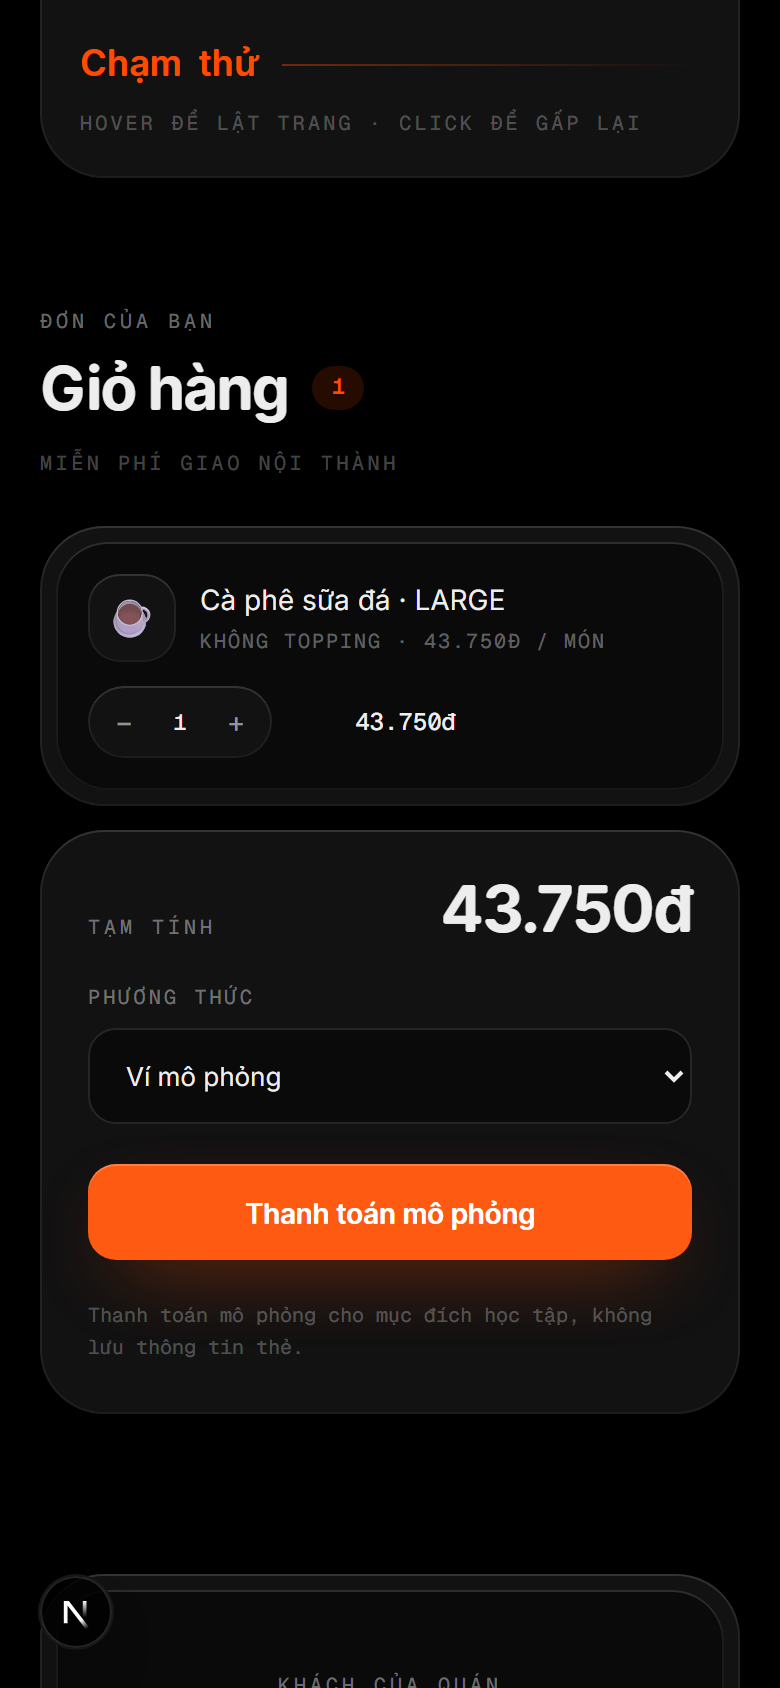 Chạm thử
HOVER ĐỂ LẬT TRANG · CLICK ĐỂ GẤP LẠI
ĐƠN CỦA BẠN
Giỏ hàng 1
MIỄN PHÍ GIAO NỘI THÀNH
Cà phê sữa đá · LARGE
KHÔNG TOPPING · 43.750Đ / MÓN
− 1 + 43.750đ
TẠM TÍNH 43.750đ
PHƯƠNG THỨC
Ví mô phỏng
Thanh toán mô phỏng
Thanh toán mô phỏng cho mục đích học tập, không
lưu thông tin thẻ.
N
KHÁCH CỦA QUÁN